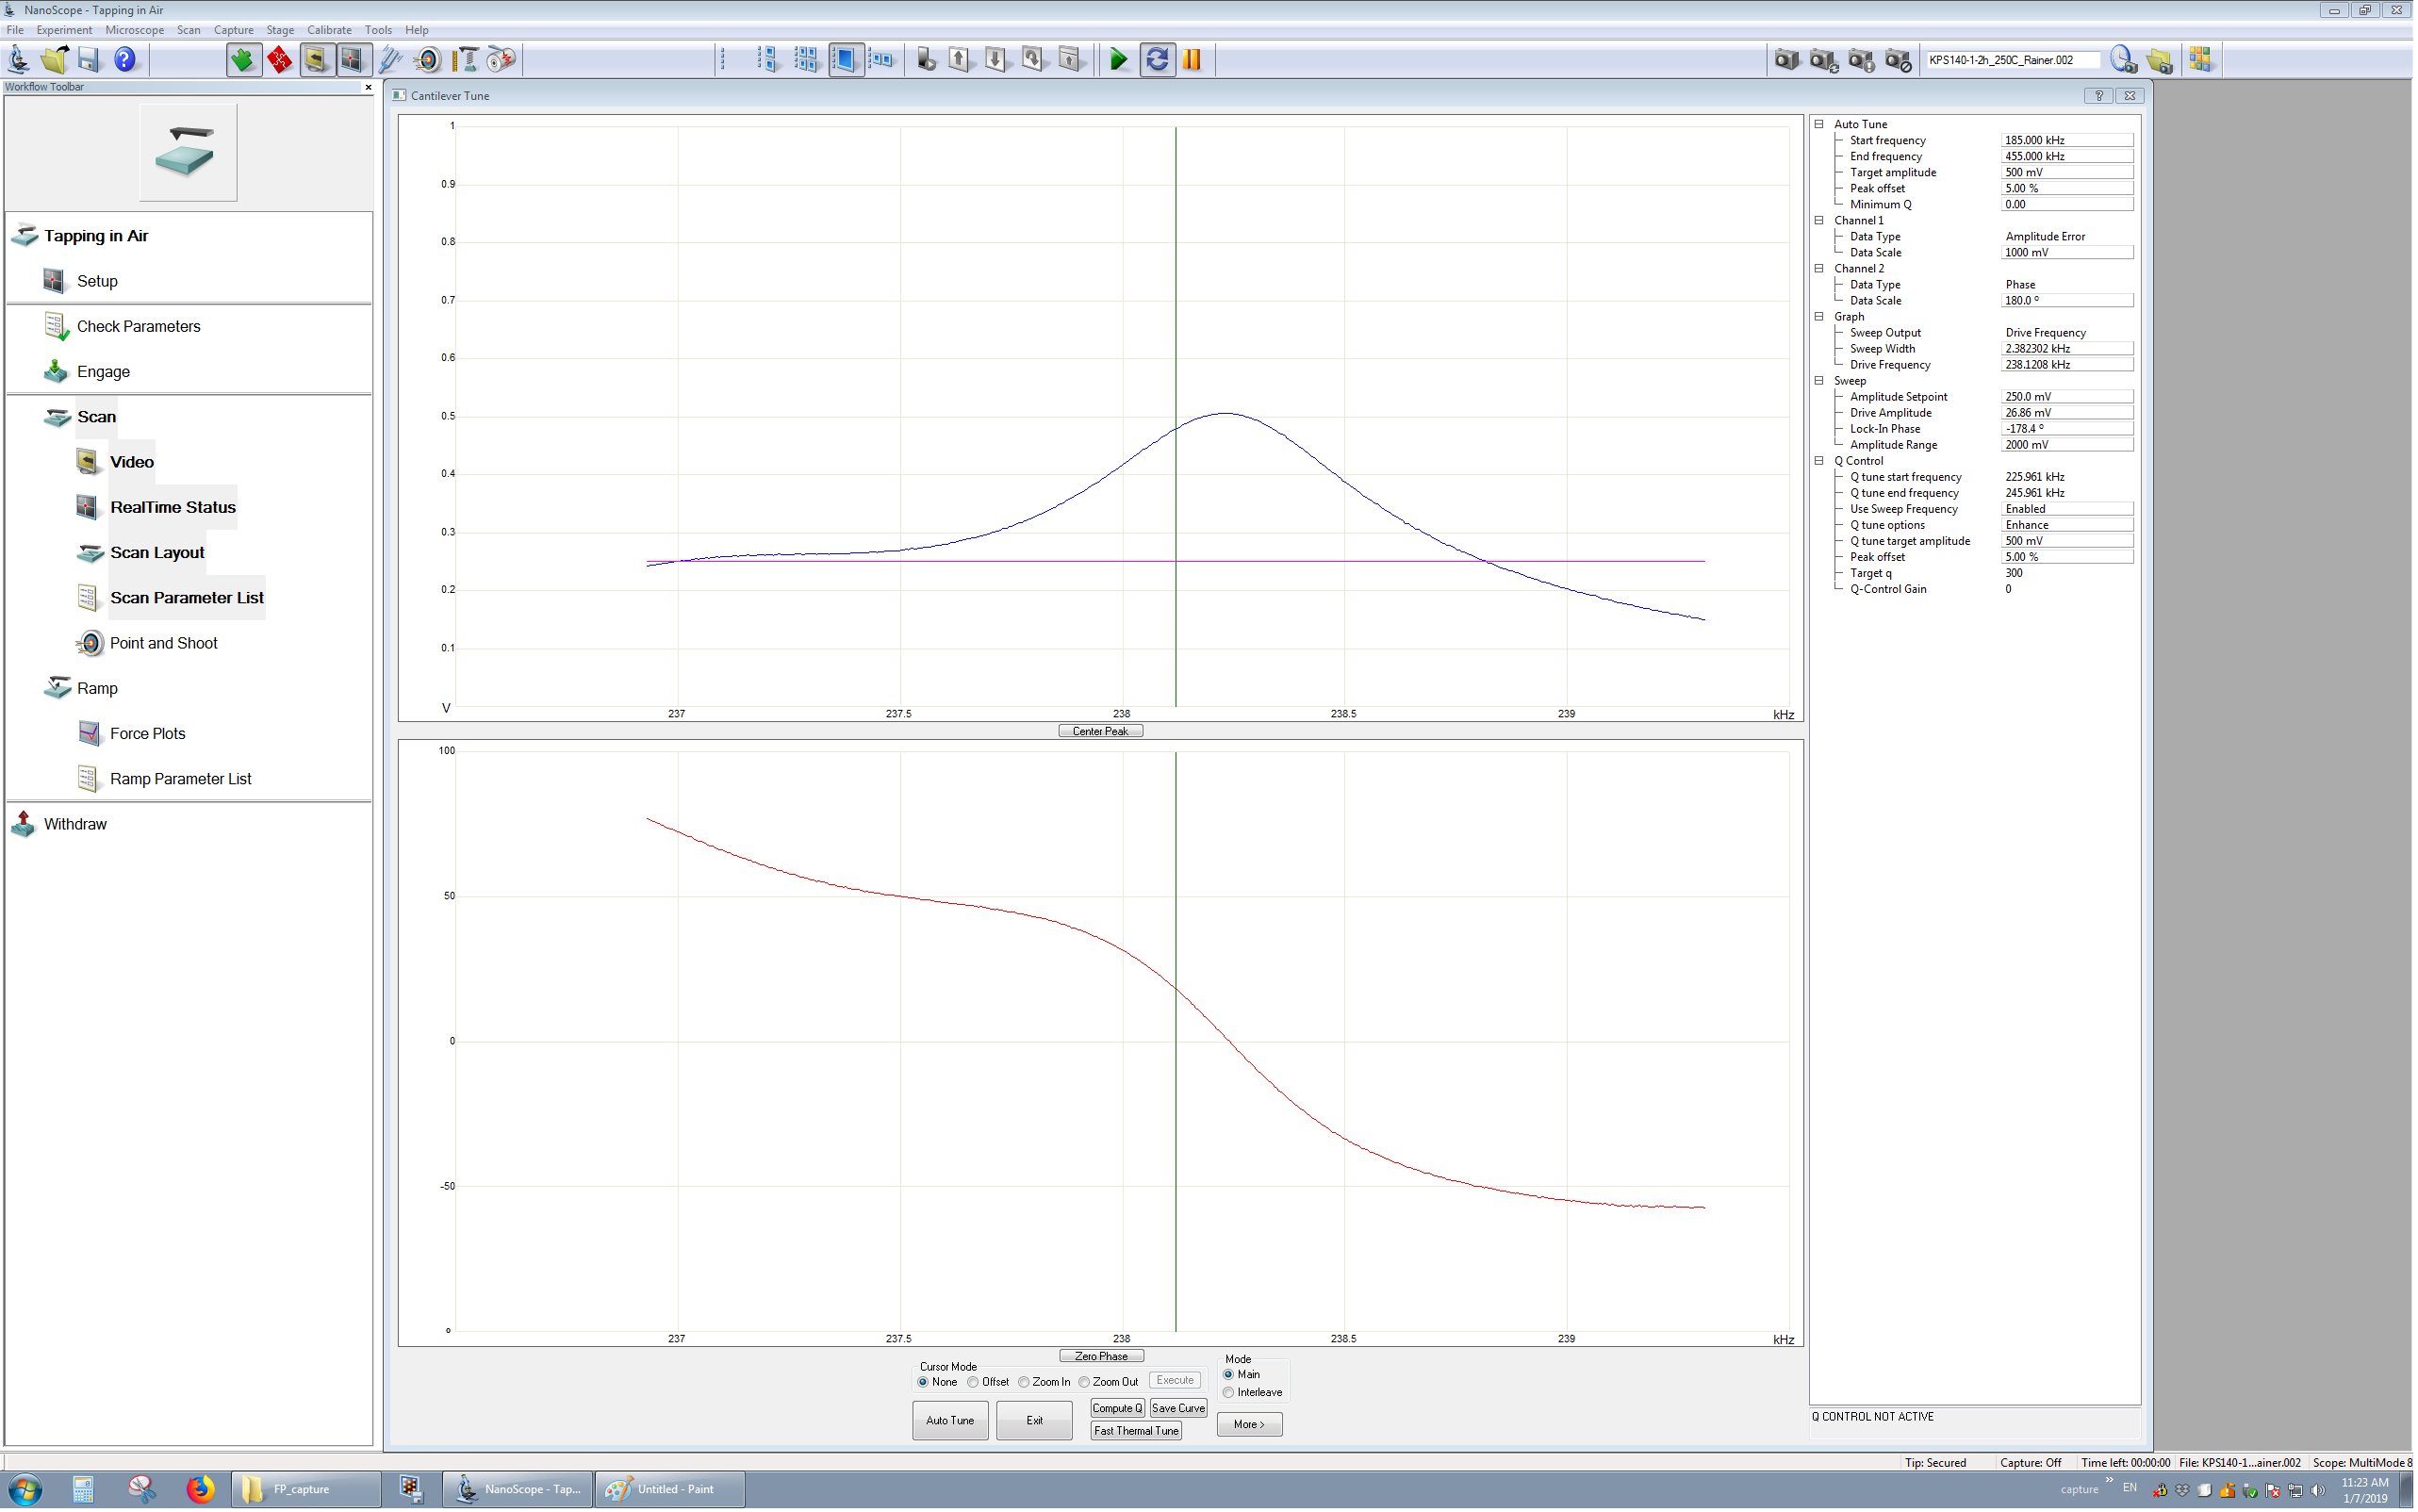 NanoScope - Tapping in Air
File Experiment Microscope Scan Capture Stage Calibrate Tools Help
KPS140-1-2h_250C_Rainer.002
Workflow Toolbar
Tapping in Air
Setup
Check Parameters
Engage
Scan
Video
RealTime Status
Scan Layout
Scan Parameter List
Point and Shoot
Ramp
Force Plots
Ramp Parameter List
Withdraw
Cantilever Tune
1
0.9
0.8
0.7
0.6
0.5
0.4
0.3
0.2
0.1
V
237 237.5 238 238.5 239 kHz
Center Peak
100
50
0
-50
°
237 237.5 238 238.5 239 kHz
Zero Phase
Cursor Mode
None Offset Zoom In Zoom Out Execute
Mode
Main
Interleave
Auto Tune Exit
Compute Q Save Curve
Fast Thermal Tune
More >
Auto Tune
Start frequency 185.000 kHz
End frequency 455.000 kHz
Target amplitude 500 mV
Peak offset 5.00 %
Minimum Q 0.00
Channel 1
Data Type Amplitude Error
Data Scale 1000 mV
Channel 2
Data Type Phase
Data Scale 180.0 º
Graph
Sweep Output Drive Frequency
Sweep Width 2.382302 kHz
Drive Frequency 238.1208 kHz
Sweep
Amplitude Setpoint 250.0 mV
Drive Amplitude 26.86 mV
Lock-In Phase -178.4 º
Amplitude Range 2000 mV
Q Control
Q tune start frequency 225.961 kHz
Q tune end frequency 245.961 kHz
Use Sweep Frequency Enabled
Q tune options Enhance
Q tune target amplitude 500 mV
Peak offset 5.00 %
Target q 300
Q-Control Gain 0
Q CONTROL NOT ACTIVE
Tip: Secured Capture: Off Time left: 00:00:00 File: KPS140-1...ainer.002 Scope: MultiMode 8
FP_capture
NanoScope - Tap...
Untitled - Paint
capture
»
EN
11:23 AM
1/7/2019